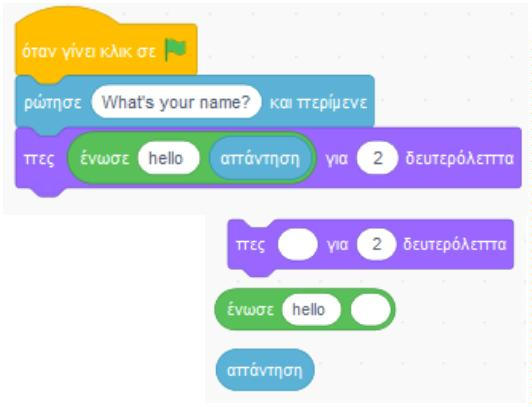 όταν γίνει κλικ σε
ρώτησε What's your name? και περίμενε
πες ένωσε hello απάντηση για 2 δευτερόλεπτα
πες για 2 δευτερόλεπτα
ένωσε hello
απάντηση